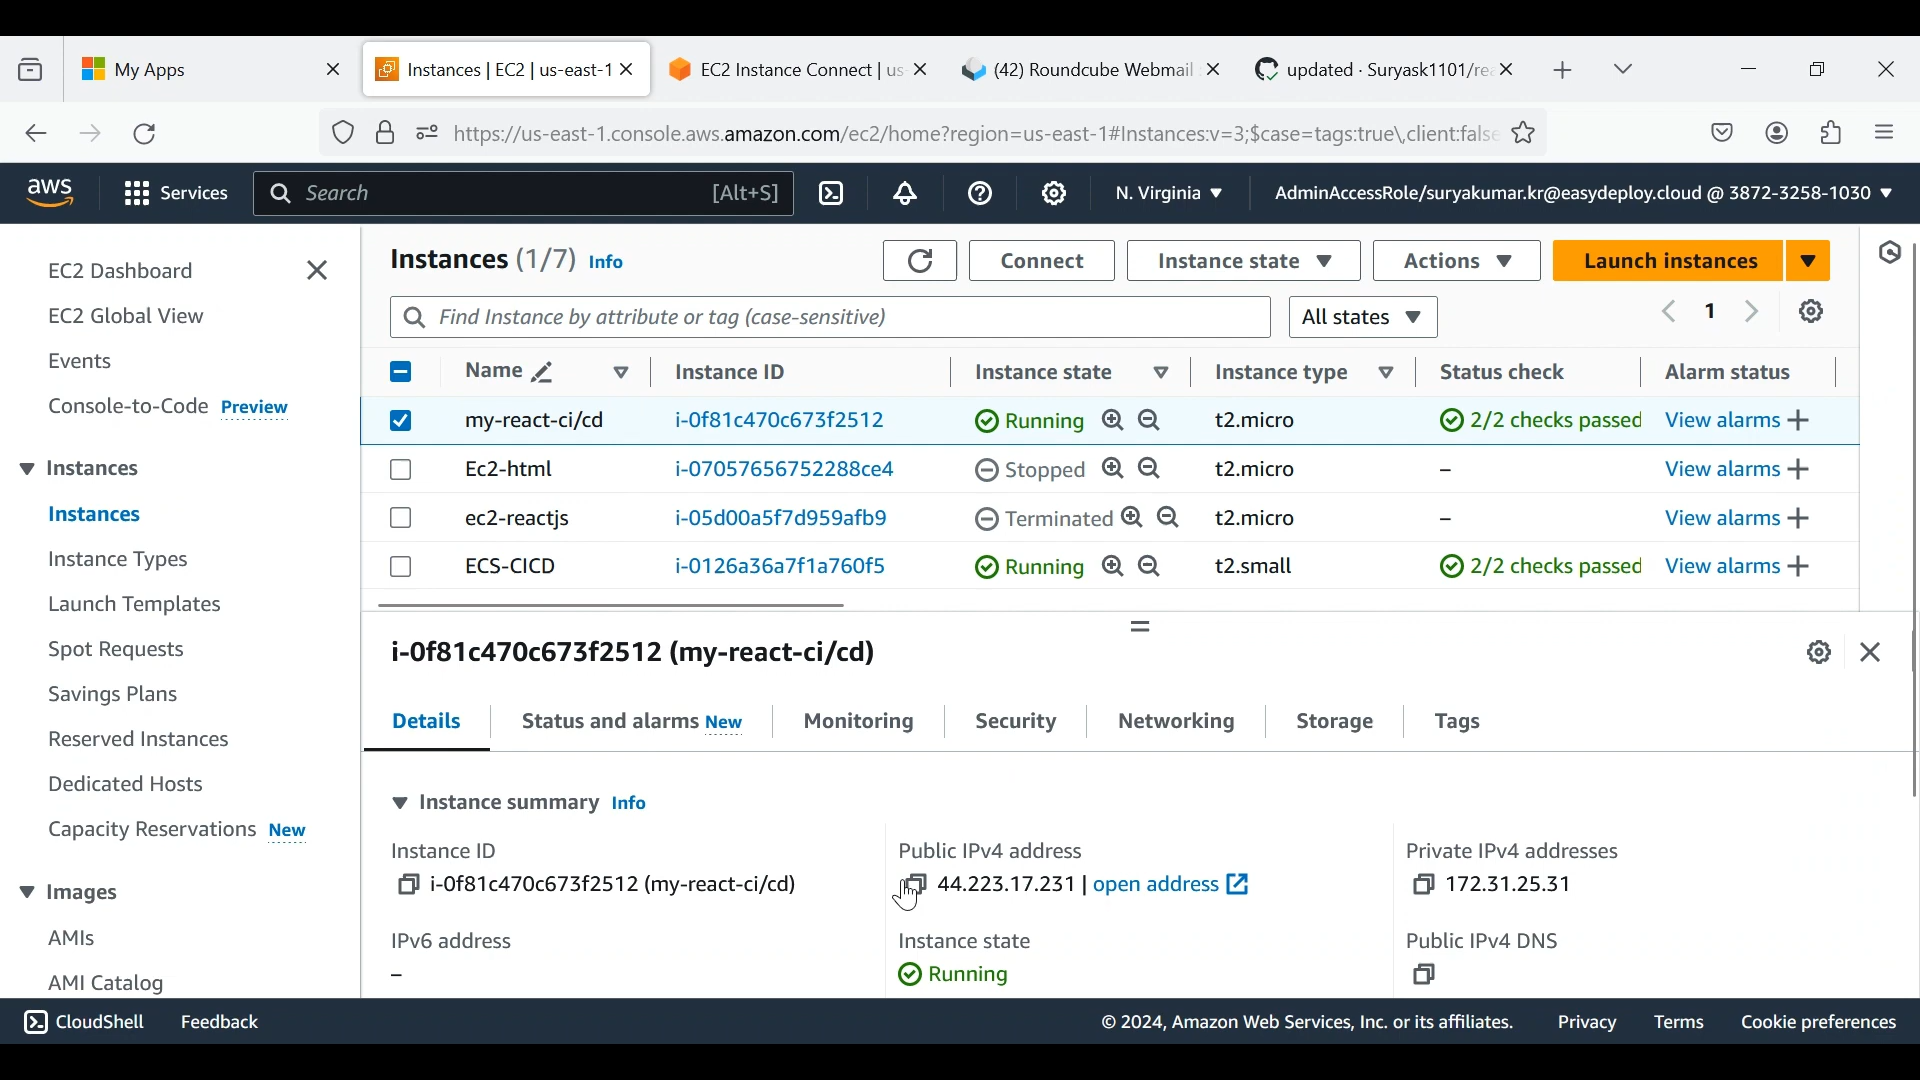 My Apps
Instances | EC2 | us-east-1
EC2 Instance Connect | us
(42) Roundcube Webmail
updated · Suryask1101/rea
https://us-east-1.console.aws.amazon.com/ec2/home?region=us-east-1#Instances:v=3;$case=tags:true\,client:false
aws
Services
Search [Alt+S]
N. Virginia
AdminAccessRole/suryakumar.kr@easydeploy.cloud @ 3872-3258-1030
EC2 Dashboard
EC2 Global View
Events
Console-to-Code Preview
Instances
Instances
Instance Types
Launch Templates
Spot Requests
Savings Plans
Reserved Instances
Dedicated Hosts
Capacity Reservations New
Images
AMIs
AMI Catalog
Instances (1/7) Info
Connect
Instance state
Actions
Launch instances
Find Instance by attribute or tag (case-sensitive)
All states
1
Name Instance ID Instance state Instance type Status check Alarm status
my-react-ci/cd i-0f81c470c673f2512 Running t2.micro 2/2 checks passed View alarms +
Ec2-html i-07057656752288ce4 Stopped t2.micro – View alarms +
ec2-reactjs i-05d00a5f7d959afb9 Terminated t2.micro – View alarms +
ECS-CICD i-0126a36a7f1a760f5 Running t2.small 2/2 checks passed View alarms +
i-0f81c470c673f2512 (my-react-ci/cd)
Details Status and alarms New Monitoring Security Networking Storage Tags
Instance summary Info
Instance ID
i-0f81c470c673f2512 (my-react-ci/cd)
Public IPv4 address
44.223.17.231 | open address
Private IPv4 addresses
172.31.25.31
IPv6 address
–
Instance state
Running
Public IPv4 DNS
CloudShell Feedback
© 2024, Amazon Web Services, Inc. or its affiliates. Privacy Terms Cookie preferences